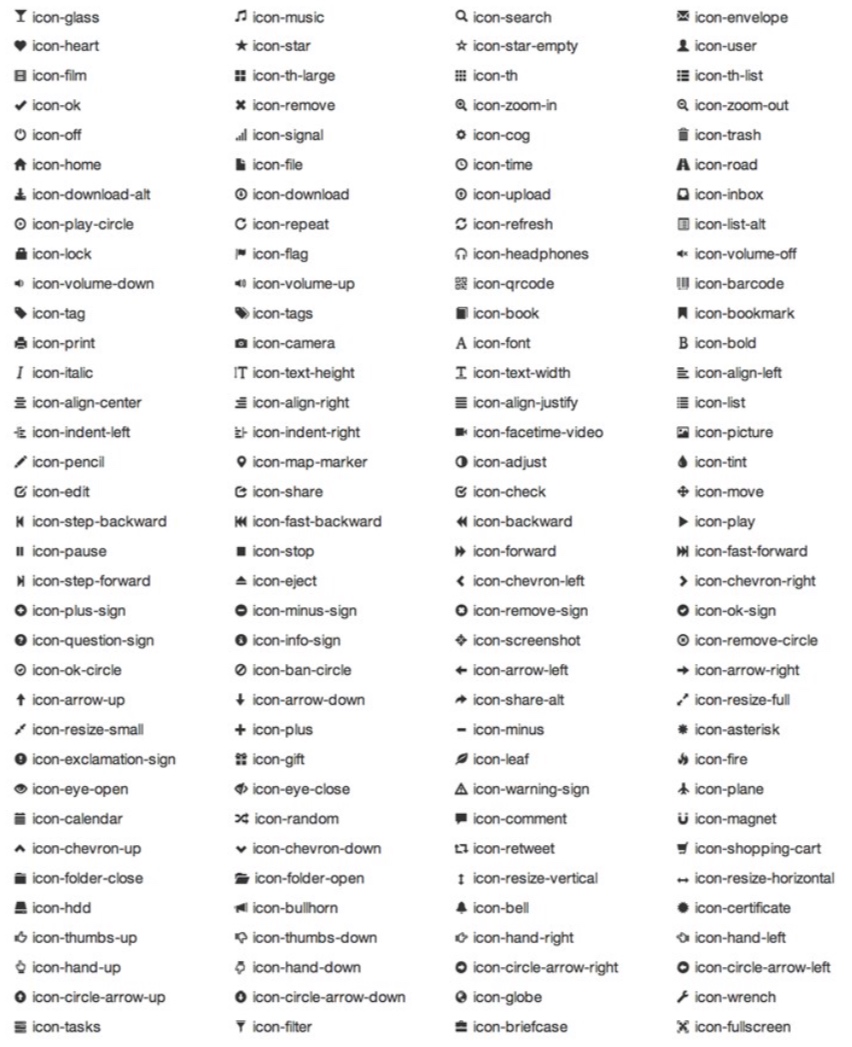 icon-glass icon-music icon-search icon-envelope
icon-heart icon-star icon-star-empty icon-user
icon-film icon-th-large icon-th icon-th-list
icon-ok icon-remove icon-zoom-in icon-zoom-out
icon-off icon-signal icon-cog icon-trash
icon-home icon-file icon-time icon-road
icon-download-alt icon-download icon-upload icon-inbox
icon-play-circle icon-repeat icon-refresh icon-list-alt
icon-lock icon-flag icon-headphones icon-volume-off
icon-volume-down icon-volume-up icon-qrcode icon-barcode
icon-tag icon-tags icon-book icon-bookmark
icon-print icon-camera icon-font icon-bold
icon-italic icon-text-height icon-text-width icon-align-left
icon-align-center icon-align-right icon-align-justify icon-list
icon-indent-left icon-indent-right icon-facetime-video icon-picture
icon-pencil icon-map-marker icon-adjust icon-tint
icon-edit icon-share icon-check icon-move
icon-step-backward icon-fast-backward icon-backward icon-play
icon-pause icon-stop icon-forward icon-fast-forward
icon-step-forward icon-eject icon-chevron-left icon-chevron-right
icon-plus-sign icon-minus-sign icon-remove-sign icon-ok-sign
icon-question-sign icon-info-sign icon-screenshot icon-remove-circle
icon-ok-circle icon-ban-circle icon-arrow-left icon-arrow-right
icon-arrow-up icon-arrow-down icon-share-alt icon-resize-full
icon-resize-small icon-plus icon-minus icon-asterisk
icon-exclamation-sign icon-gift icon-leaf icon-fire
icon-eye-open icon-eye-close icon-warning-sign icon-plane
icon-calendar icon-random icon-comment icon-magnet
icon-chevron-up icon-chevron-down icon-retweet icon-shopping-cart
icon-folder-close icon-folder-open icon-resize-vertical icon-resize-horizontal
icon-hdd icon-bullhorn icon-bell icon-certificate
icon-thumbs-up icon-thumbs-down icon-hand-right icon-hand-left
icon-hand-up icon-hand-down icon-circle-arrow-right icon-circle-arrow-left
icon-circle-arrow-up icon-circle-arrow-down icon-globe icon-wrench
icon-tasks icon-filter icon-briefcase icon-fullscreen